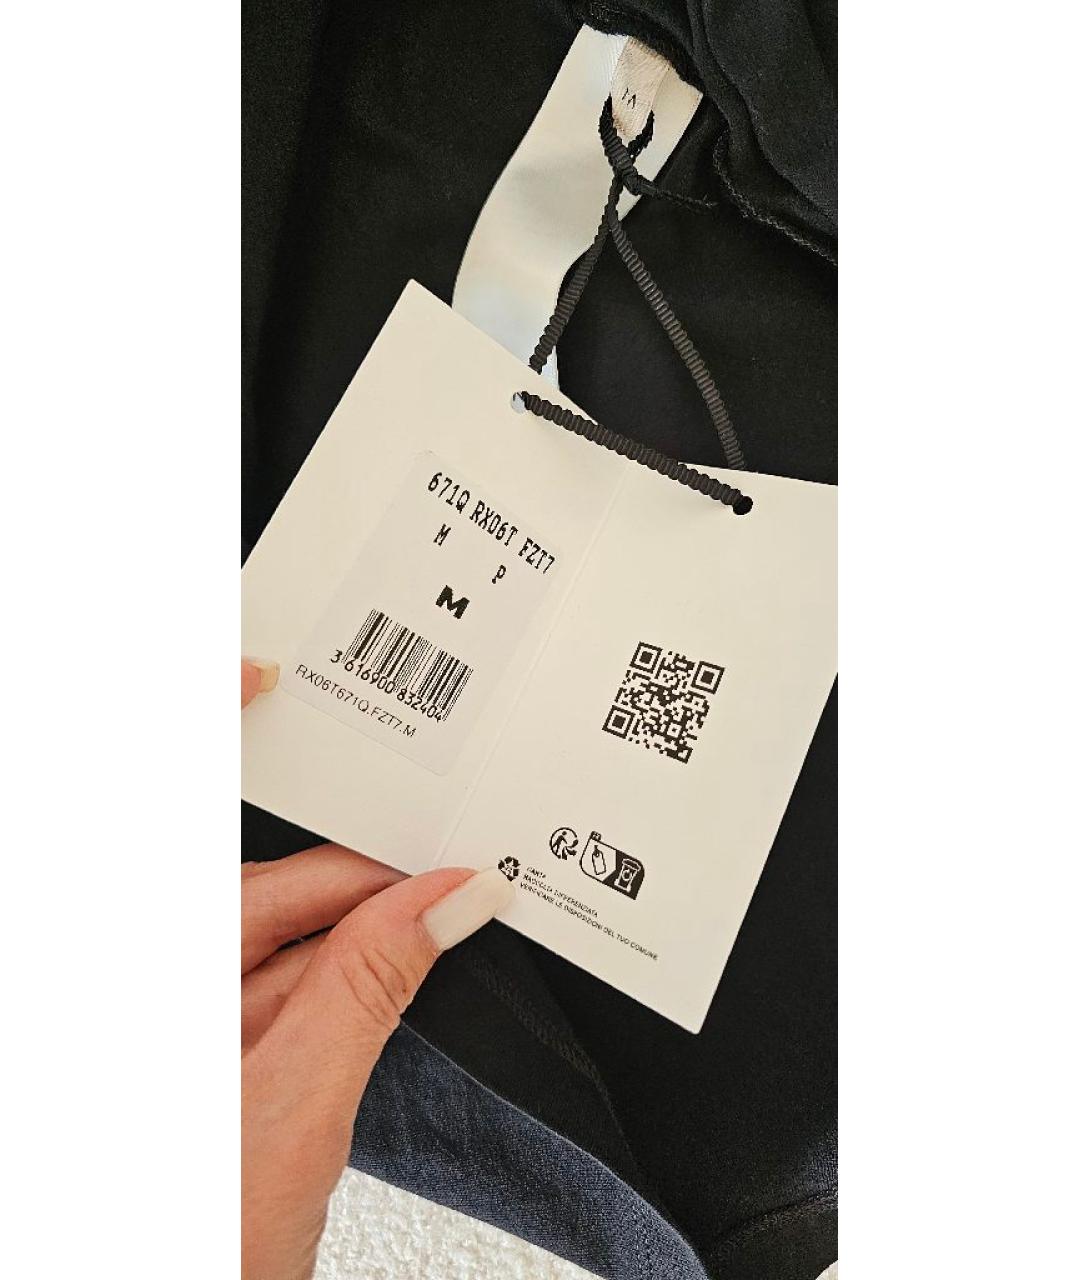 671Q RX06T FZT7
M
P
M
3 616900 832404
RX06T671Q.FZT7.M
CARTA
RACCOLTA DIFFERENZIATA
VERIFICARE LE DISPOSIZIONI DEL TUO COMUNE